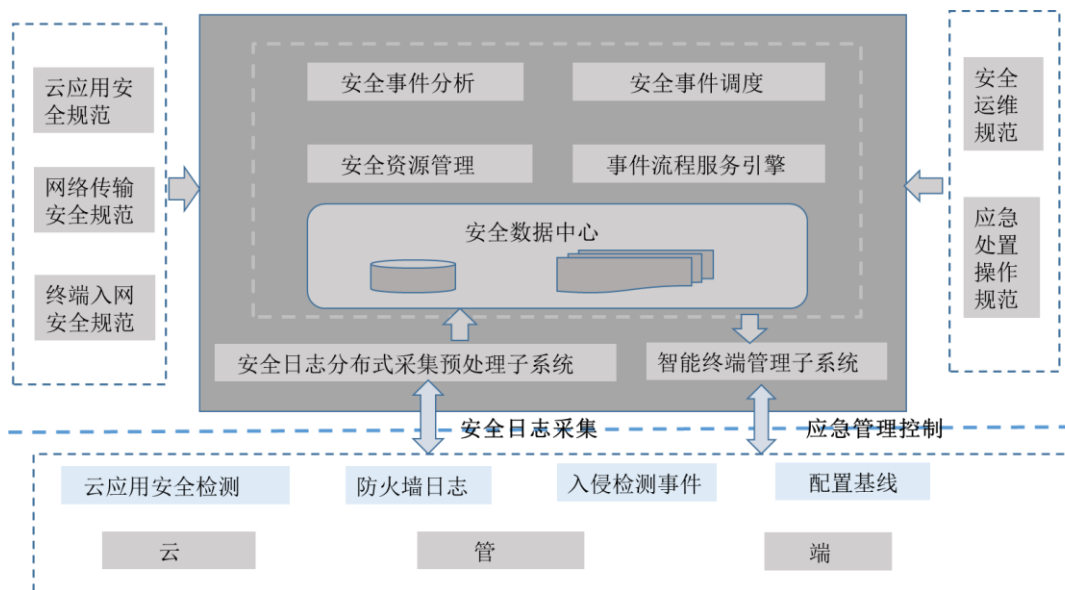 云应用安
全规范
网络传输
安全规范
终端入网
安全规范
安全事件分析
安全事件调度
安全资源管理
事件流程服务引擎
安全数据中心
安全日志分布式采集预处理子系统
智能终端管理子系统
安全
运维
规范
应急
处置
操作
规范
安全日志采集
应急管理控制
云应用安全检测
防火墙日志
入侵检测事件
配置基线
云
管
端